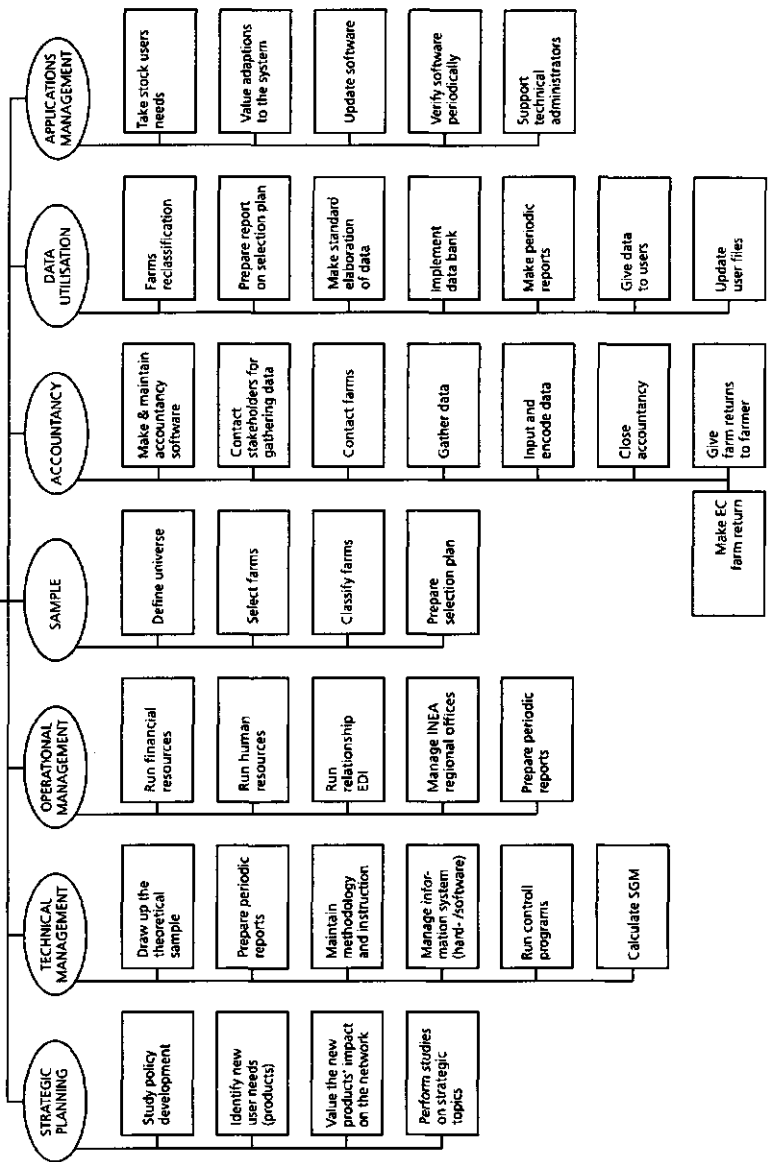 STRATEGIC
PLANNING
Study policy
development
Identify new
user needs
(products)
Value the new
products' impact
on the network
Perform studies
on strategic
topics
TECHNICAL
MANAGEMENT
Draw up the
theoretical
sample
Prepare periodic
reports
Maintain
methodology
and instruction
Manage infor-
mation system
(hard- /software)
Run controll
programs
Calculate SGM
OPERATIONAL
MANAGEMENT
Run financial
resources
Run human
resources
Run
relationship
EDI
Manage INEA
regional offices
Prepare periodic
reports
SAMPLE
Define universe
Select farms
Classify farms
Prepare
selection plan
ACCOUNTANCY
Make & maintain
accountancy
software
Contact
stakeholders for
gathering data
Contact farms
Gather data
Input and
encode data
Close
accountancy
Give
farm returns
to farmer
Make EC
farm return
DATA
UTILISATION
Farms
reclassification
Prepare report
on selection plan
Make standard
elaboration
of data
Implement
data bank
Make periodic
reports
Give data
to users
Update
user files
APPLICATIONS
MANAGEMENT
Take stock users
needs
Value adaptions
to the system
Update software
Verify software
periodically
Support
technical
administrators